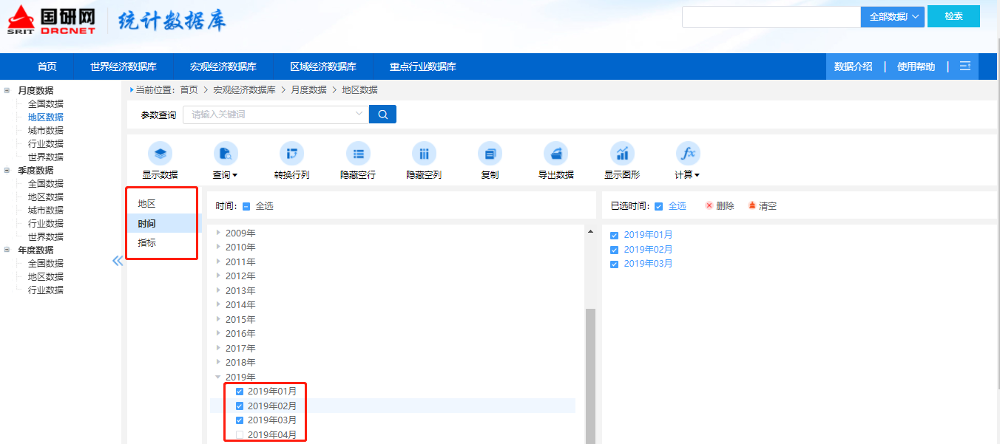 国研网
SRIT DRCNET
统计数据库
全部数据
检索
首页 世界经济数据库 宏观经济数据库 区域经济数据库 重点行业数据库
数据介绍 | 使用帮助 |
月度数据
全国数据
地区数据
城市数据
行业数据
世界数据
季度数据
全国数据
地区数据
城市数据
行业数据
世界数据
年度数据
全国数据
地区数据
行业数据
当前位置: 首页 > 宏观经济数据库 > 月度数据 > 地区数据
参数查询 请输入关键词
显示数据 查询 转换行列 隐藏空行 隐藏空列 复制 导出数据 显示图形 计算
地区
时间
指标
时间: 全选
2009年
2010年
2011年
2012年
2013年
2014年
2015年
2016年
2017年
2018年
2019年
2019年01月
2019年02月
2019年03月
2019年04月
已选时间: 全选 删除 清空
2019年01月
2019年02月
2019年03月